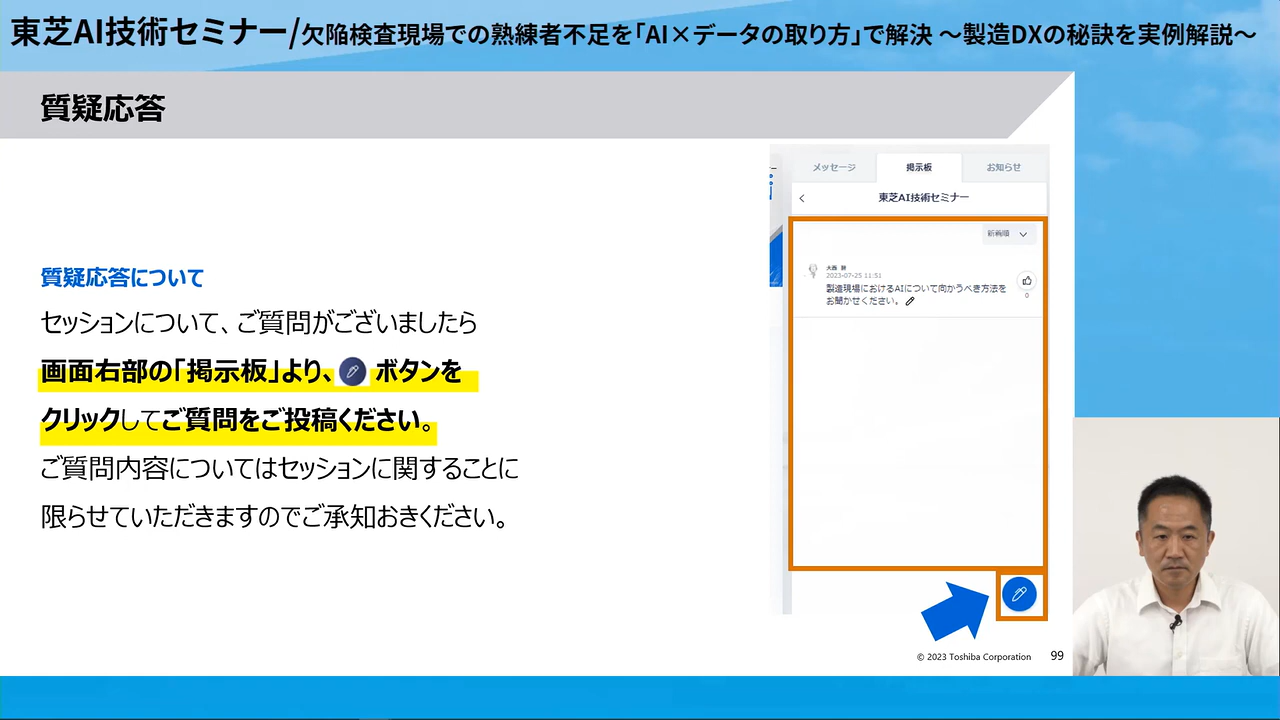 東芝AI技術セミナー/欠陥検査現場での熟練者不足を「AI×データの取り方」で解決 ～製造DXの秘訣を実例解説～
質疑応答
質疑応答について
セッションについて、ご質問がございましたら
画面右部の「掲示板」より、 ボタンを
クリックしてご質問をご投稿ください。
ご質問内容についてはセッションに関することに
限らせていただきますのでご承知おきください。
メッセージ 掲示板 お知らせ
東芝AI技術セミナー
新着順
2023-07-25 11:51
製造現場におけるAIについて向かうべき方法を
お聞かせください。
0
© 2023 Toshiba Corporation 99